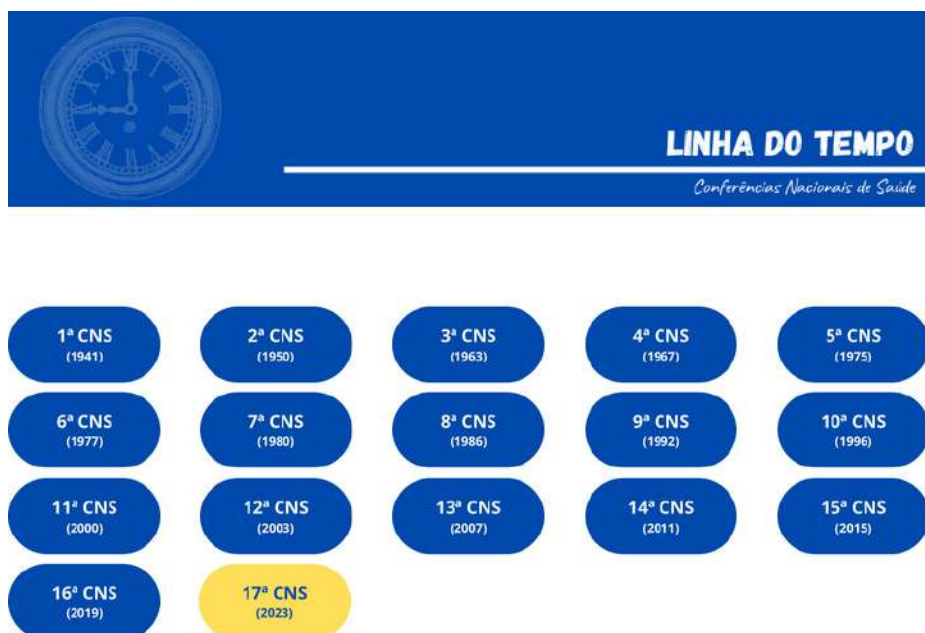 LINHA DO TEMPO
Conferências Nacionais de Saúde
1ª CNS
(1941)
2ª CNS
(1950)
3ª CNS
(1963)
4ª CNS
(1967)
5ª CNS
(1975)
6ª CNS
(1977)
7ª CNS
(1980)
8ª CNS
(1986)
9ª CNS
(1992)
10ª CNS
(1996)
11ª CNS
(2000)
12ª CNS
(2003)
13ª CNS
(2007)
14ª CNS
(2011)
15ª CNS
(2015)
16ª CNS
(2019)
17ª CNS
(2023)